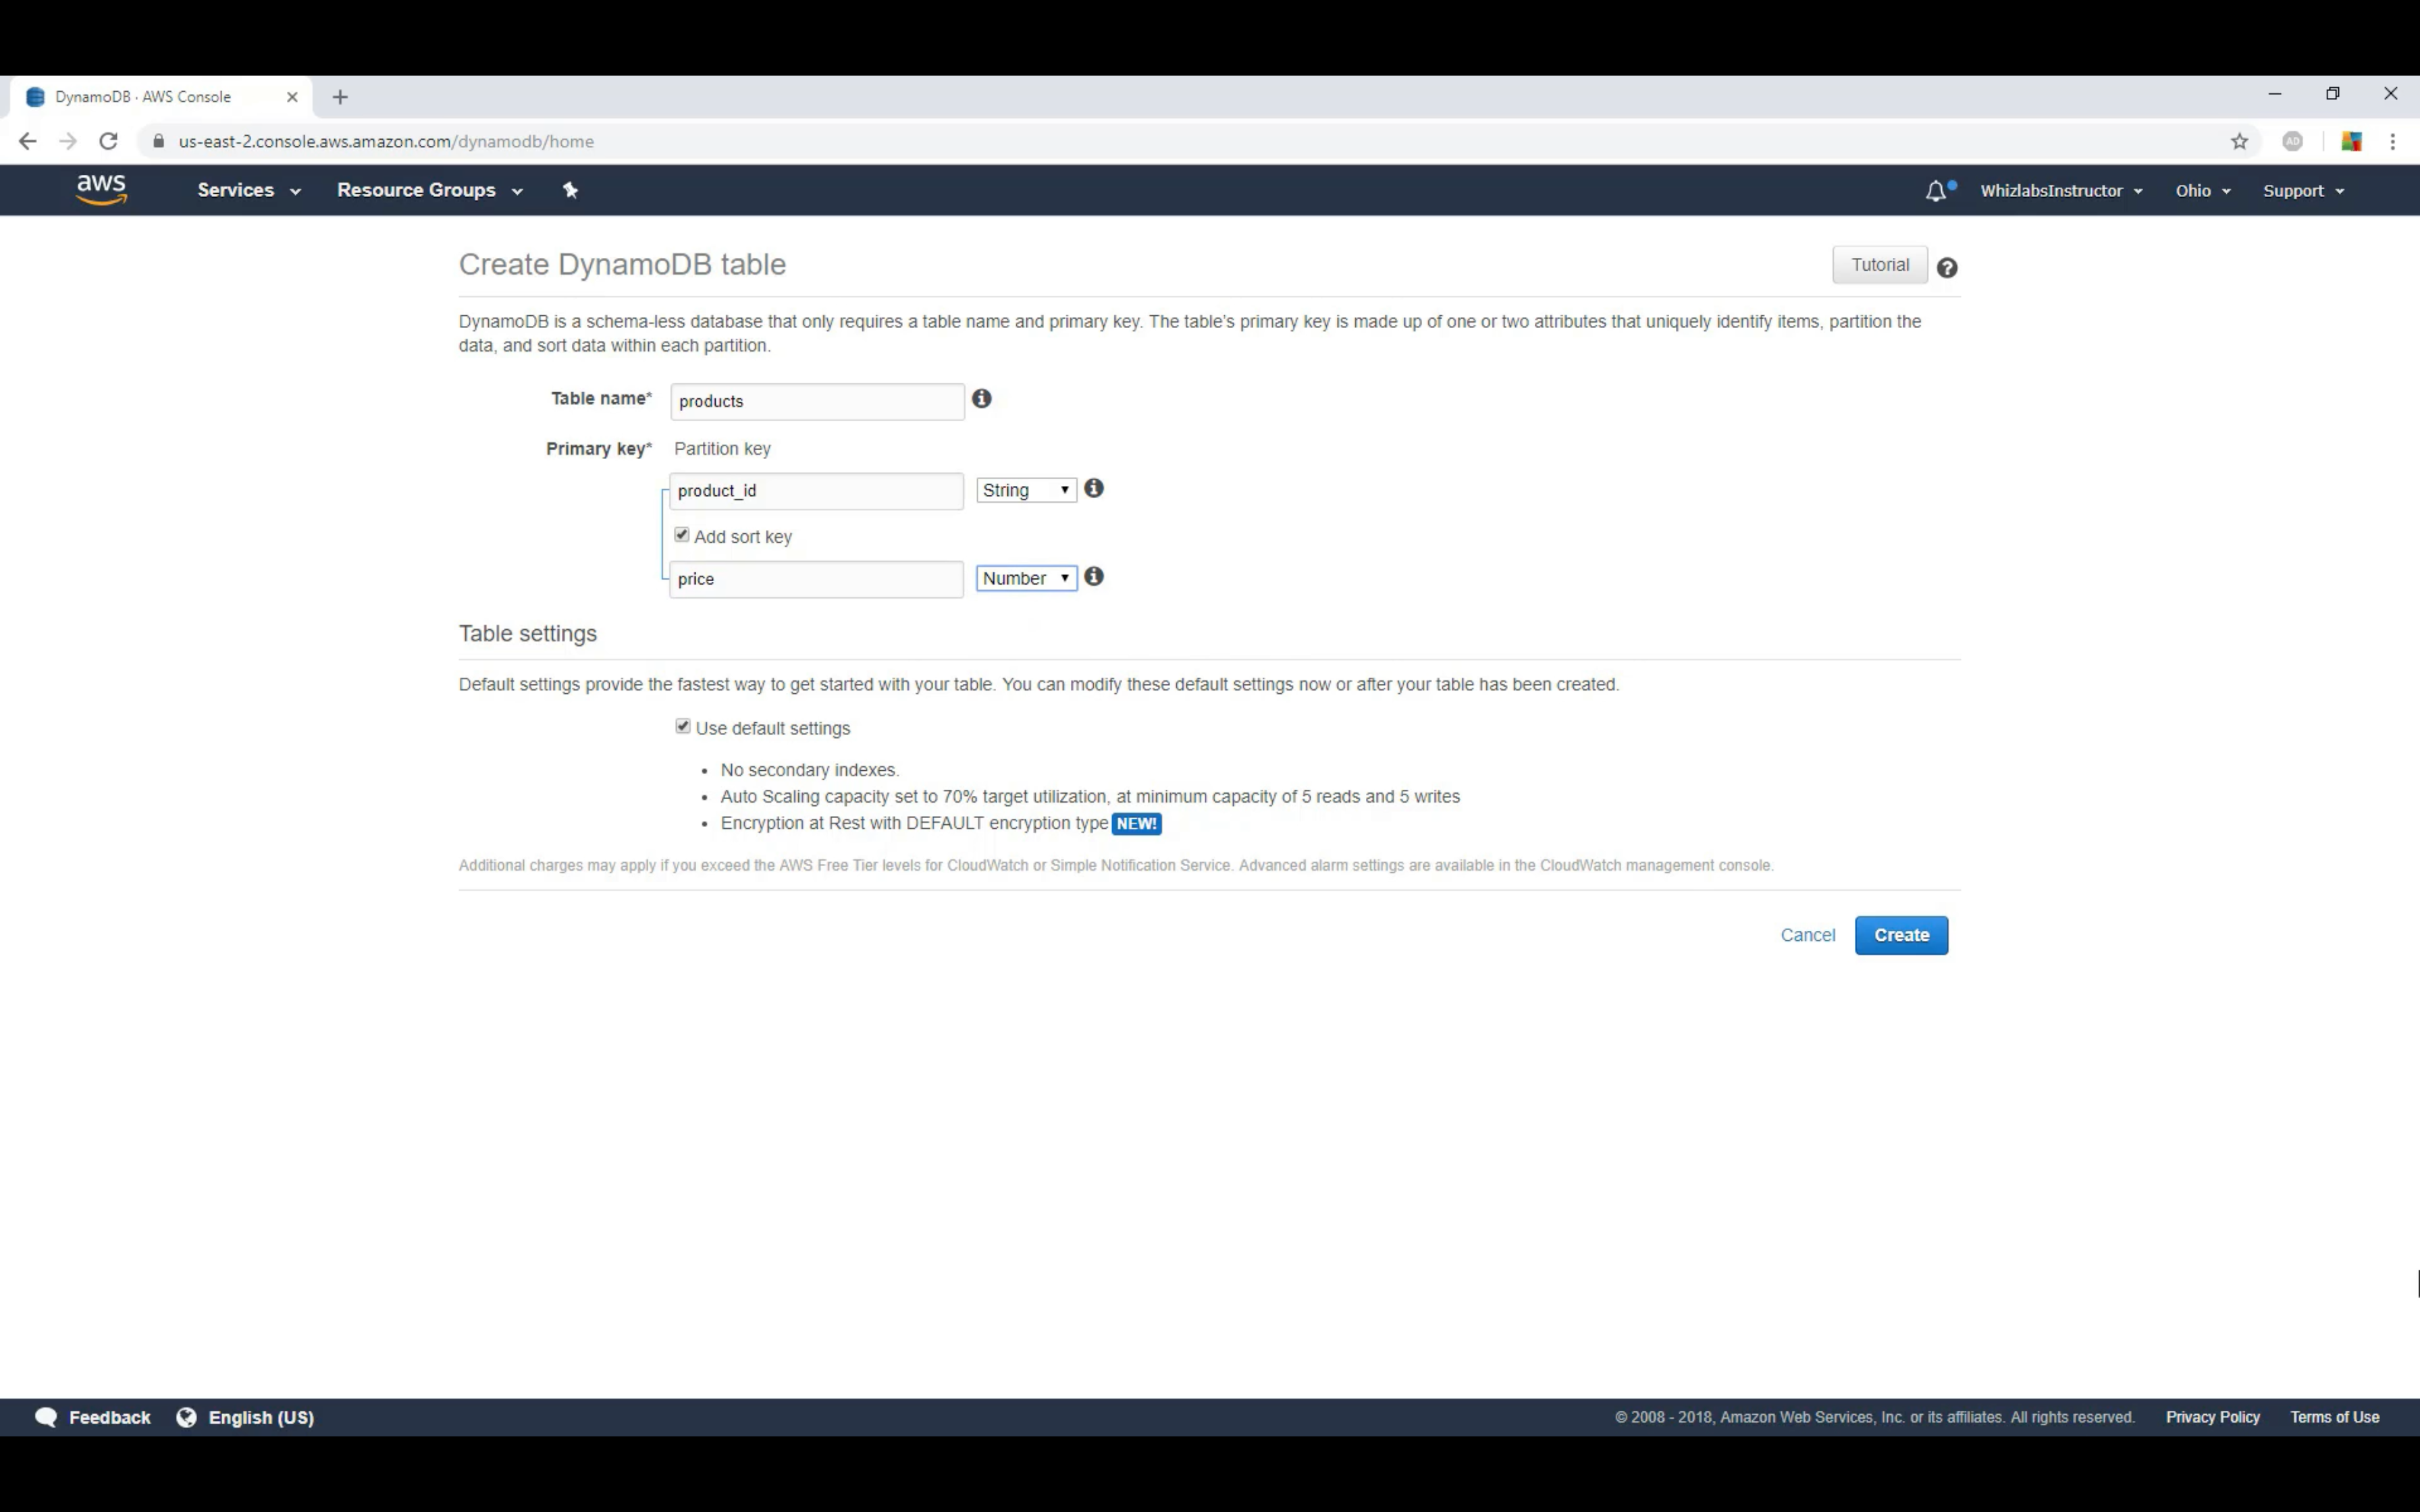 DynamoDB · AWS Console
us-east-2.console.aws.amazon.com/dynamodb/home
AD
aws
Services
Resource Groups
WhizlabsInstructor
Ohio
Support
Create DynamoDB table
Tutorial
DynamoDB is a schema-less database that only requires a table name and primary key. The table's primary key is made up of one or two attributes that uniquely identify items, partition the
data, and sort data within each partition.
Table name*
products
Primary key*
Partition key
product_id
String
Add sort key
price
Number
Table settings
Default settings provide the fastest way to get started with your table. You can modify these default settings now or after your table has been created.
Use default settings
• No secondary indexes.
• Auto Scaling capacity set to 70% target utilization, at minimum capacity of 5 reads and 5 writes
• Encryption at Rest with DEFAULT encryption type NEW!
Additional charges may apply if you exceed the AWS Free Tier levels for CloudWatch or Simple Notification Service. Advanced alarm settings are available in the CloudWatch management console.
Cancel
Create
Feedback
English (US)
© 2008 - 2018, Amazon Web Services, Inc. or its affiliates. All rights reserved.
Privacy Policy
Terms of Use